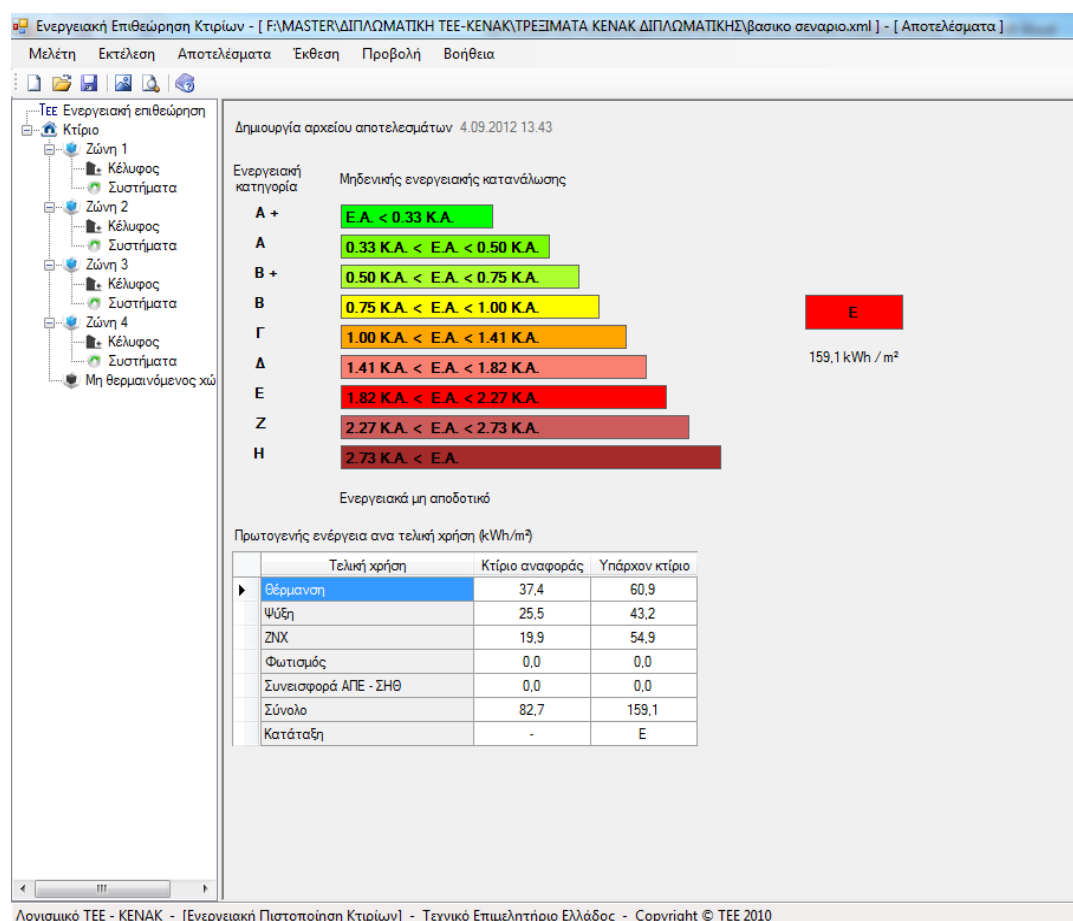 Ενεργειακή Επιθεώρηση Κτιρίων - [ F:\MASTER\ΔΙΠΛΩΜΑΤΙΚΗ ΤΕΕ-ΚΕΝΑΚ\ΤΡΕΞΙΜΑΤΑ ΚΕΝΑΚ ΔΙΠΛΩΜΑΤΙΚΗΣ\βασικο σεναριο.xml ] - [ Αποτελέσματα ]
Μελέτη Εκτέλεση Αποτελέσματα Έκθεση Προβολή Βοήθεια
ΤΕΕ Ενεργειακή επιθεώρηση
Κτίριο
Ζώνη 1
Κέλυφος
Συστήματα
Ζώνη 2
Κέλυφος
Συστήματα
Ζώνη 3
Κέλυφος
Συστήματα
Ζώνη 4
Κέλυφος
Συστήματα
Μη θερμαινόμενος χώ
Δημιουργία αρχείου αποτελεσμάτων 4.09.2012 13.43
Ενεργειακή κατηγορία
Μηδενικής ενεργειακής κατανάλωσης
Α + Ε.Α. < 0.33 Κ.Α.
Α 0.33 Κ.Α. < Ε.Α. < 0.50 Κ.Α.
Β + 0.50 Κ.Α. < Ε.Α. < 0.75 Κ.Α.
Β 0.75 Κ.Α. < Ε.Α. < 1.00 Κ.Α.
Γ 1.00 Κ.Α. < Ε.Α. < 1.41 Κ.Α.
Δ 1.41 Κ.Α. < Ε.Α. < 1.82 Κ.Α.
Ε 1.82 Κ.Α. < Ε.Α. < 2.27 Κ.Α.
Ζ 2.27 Κ.Α. < Ε.Α. < 2.73 Κ.Α.
Η 2.73 Κ.Α. < Ε.Α.
Ε
159,1 kWh / m²
Ενεργειακά μη αποδοτικό
Πρωτογενής ενέργεια ανα τελική χρήση (kWh/m²)
Τελική χρήση Κτίριο αναφοράς Υπάρχον κτίριο
Θέρμανση 37,4 60,9
Ψύξη 25,5 43,2
ΖΝΧ 19,9 54,9
Φωτισμός 0,0 0,0
Συνεισφορά ΑΠΕ - ΣΗΘ 0,0 0,0
Σύνολο 82,7 159,1
Κατάταξη - Ε
Λογισμικό ΤΕΕ - ΚΕΝΑΚ - [Ενεργειακή Πιστοποίηση Κτιρίων] - Τεχνικό Επιμελητήριο Ελλάδος - Copyright © ΤΕΕ 2010